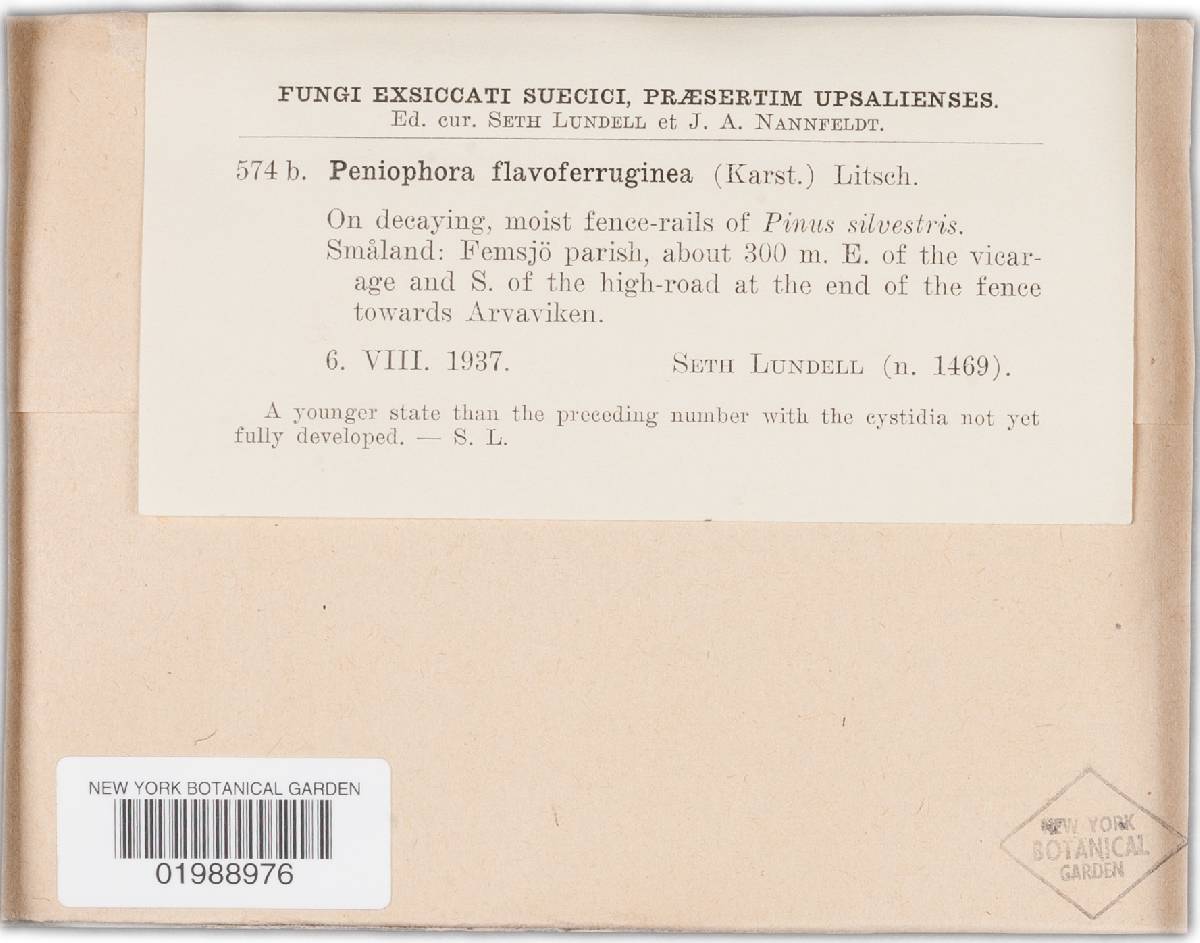 FUNGI EXSICCATI SUECICI, PRÆSERTIM UPSALIENSES.
Ed. cur. SETH LUNDELL et J. A. NANNFELDT.
574 b. Peniophora flavoferruginea (Karst.) Litsch.
On decaying, moist fence-rails of Pinus silvestris.
Småland: Femsjö parish, about 300 m. E. of the vicar-
age and S. of the high-road at the end of the fence
towards Arvaviken.
6. VIII. 1937. SETH LUNDELL (n. 1469).
A younger state than the preceding number with the cystidia not yet
fully developed. — S. L.
NEW YORK BOTANICAL GARDEN
01988976
NEW YORK
BOTANICAL
GARDEN